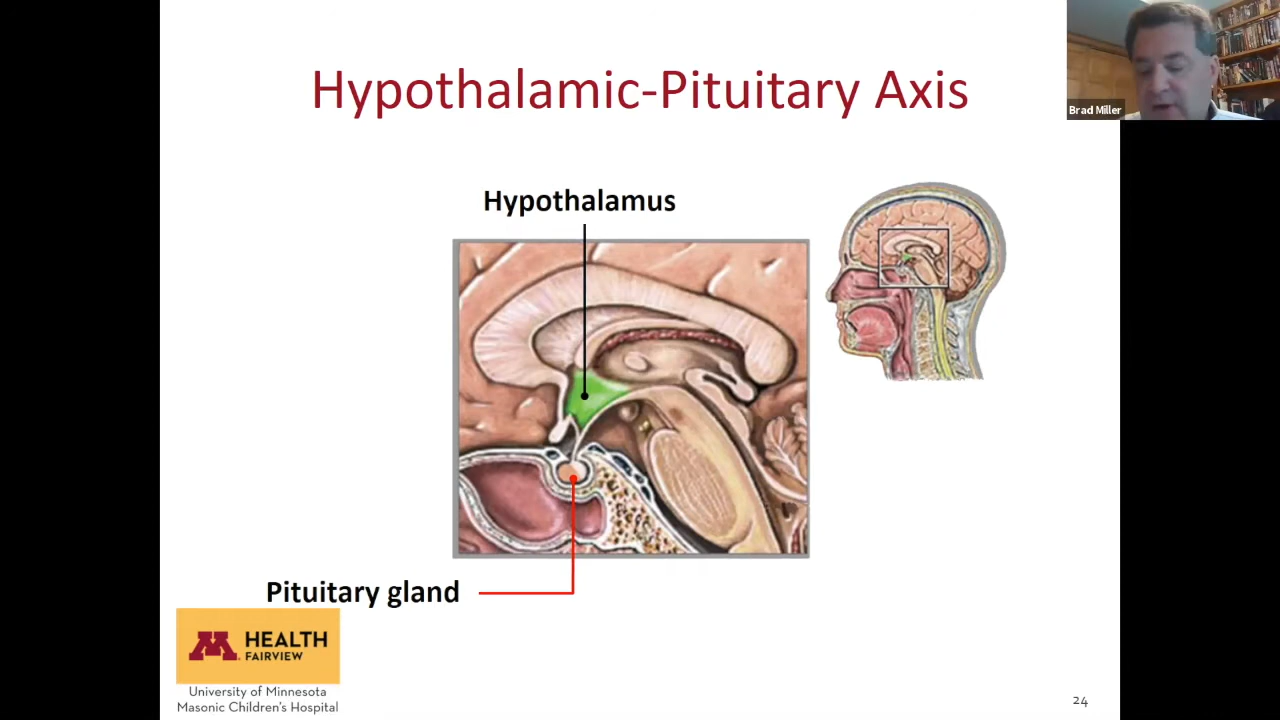 Hypothalamic-Pituitary Axis
Brad Miller
Hypothalamus
Pituitary gland
M HEALTH
FAIRVIEW
University of Minnesota
Masonic Children's Hospital
24